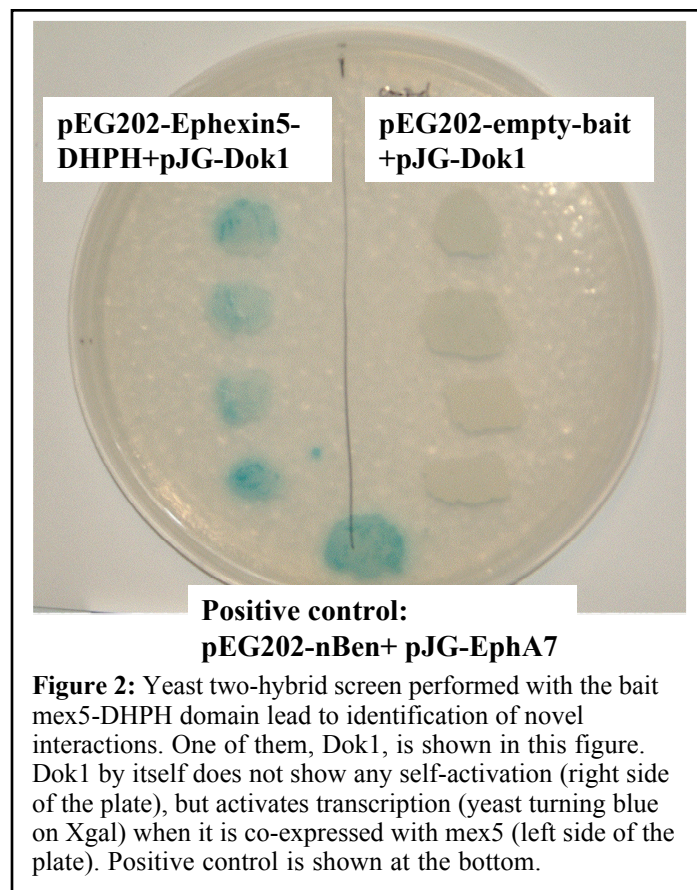 pEG202-Ephexin5-
DHPH+pJG-Dok1
pEG202-empty-bait
+pJG-Dok1
Positive control:
pEG202-nBen+ pJG-EphA7
Figure 2: Yeast two-hybrid screen performed with the bait
mex5-DHPH domain lead to identification of novel
interactions. One of them, Dok1, is shown in this figure.
Dok1 by itself does not show any self-activation (right side
of the plate), but activates transcription (yeast turning blue
on Xgal) when it is co-expressed with mex5 (left side of the
plate). Positive control is shown at the bottom.